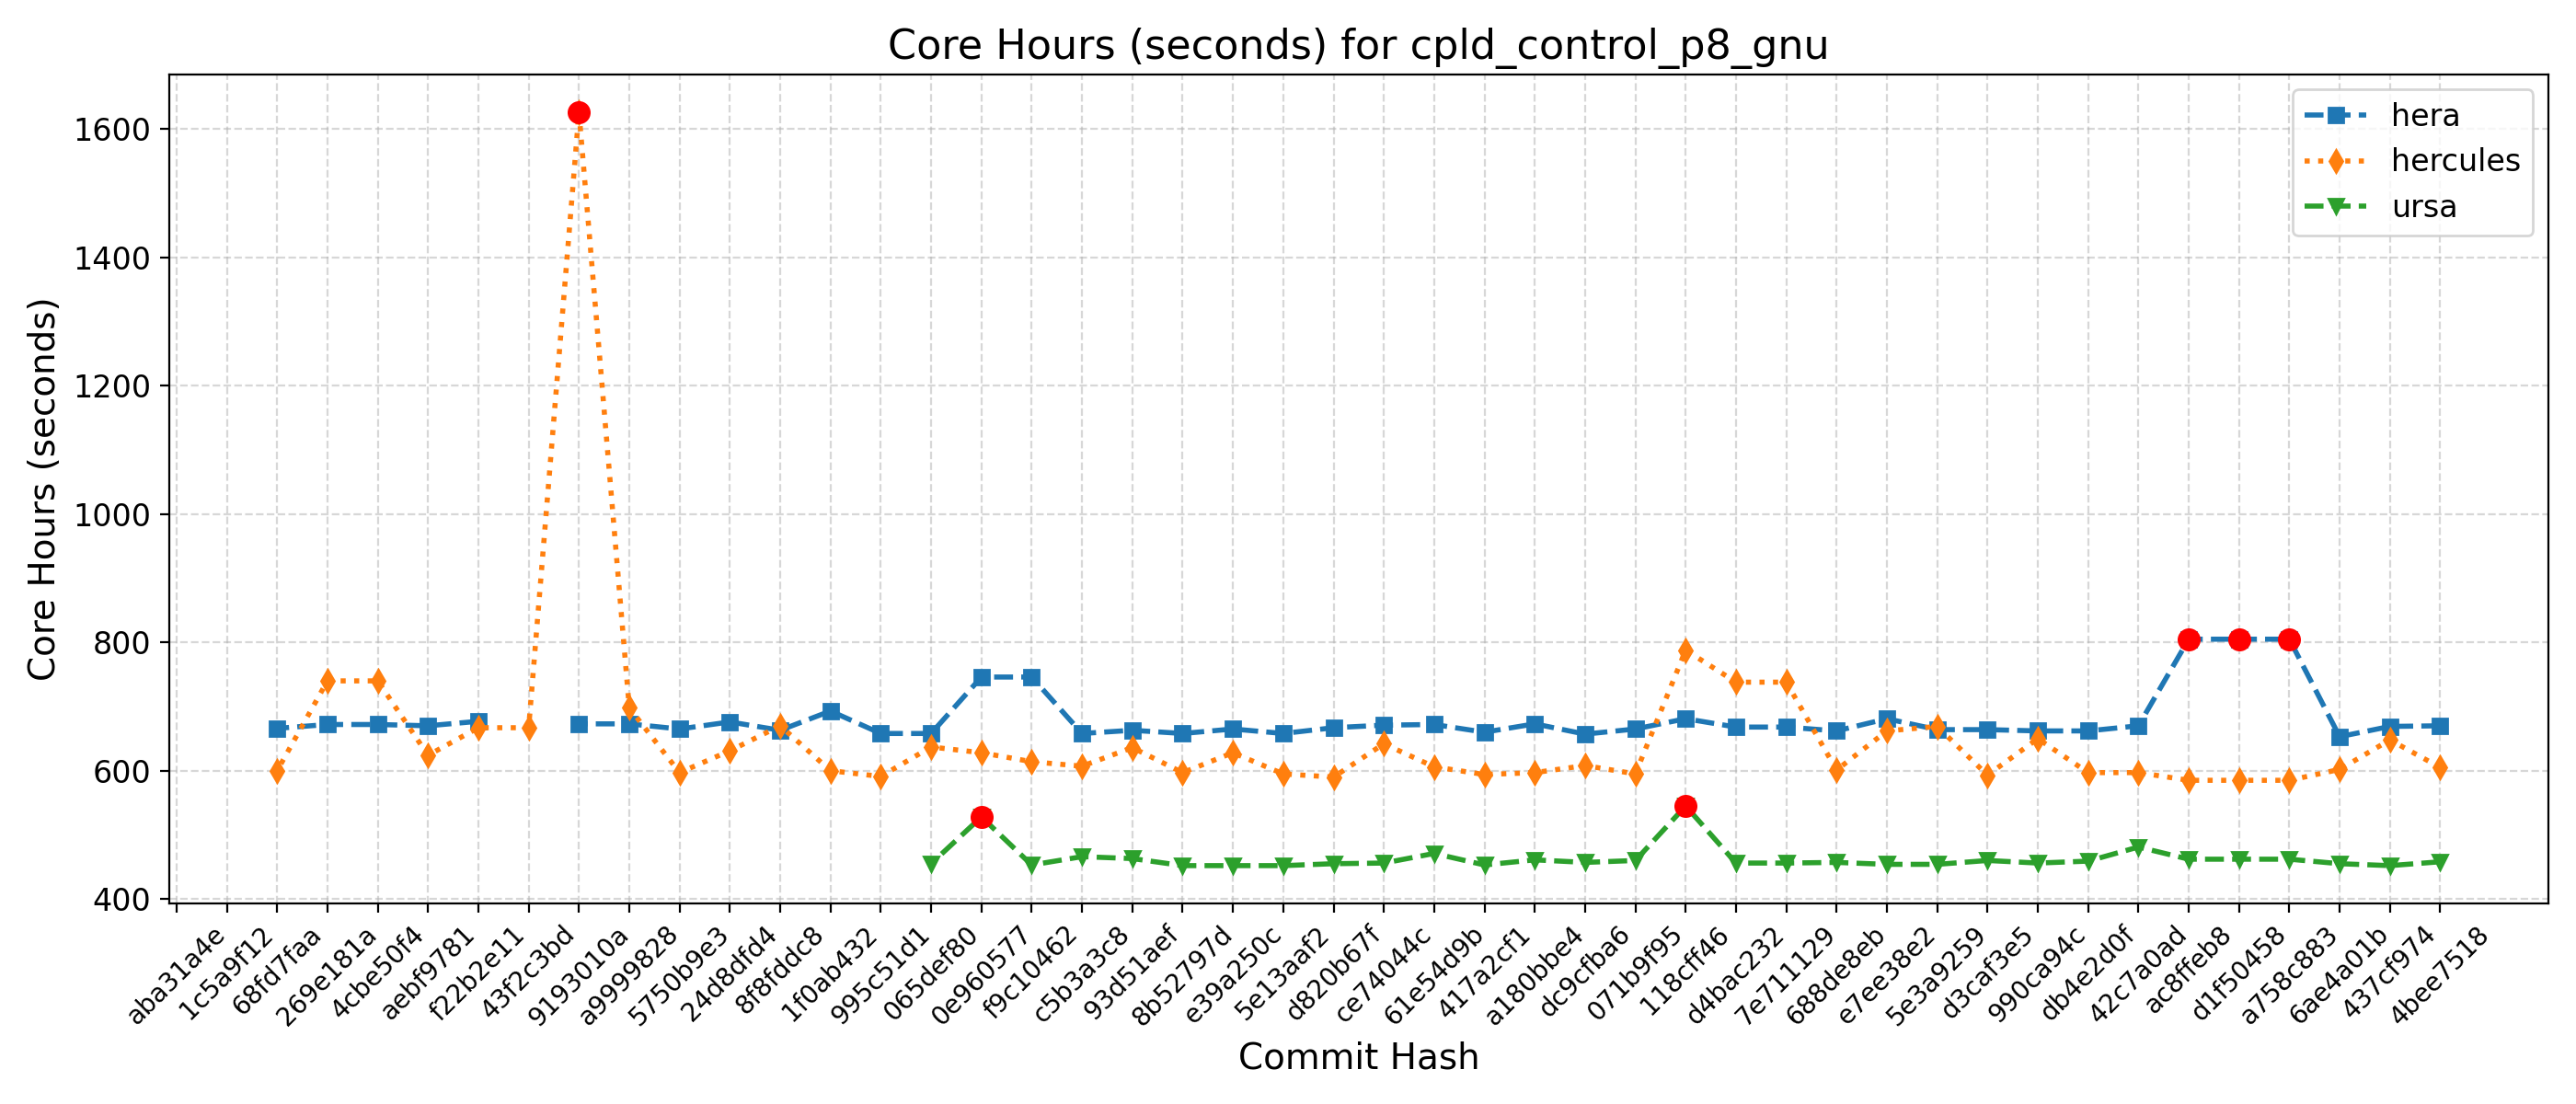 Core Hours (seconds) for cpld_control_p8_gnu
hera
hercules
ursa
Core Hours (seconds)
1600
1400
1200
1000
800
600
400
aba31a4e
1c5a9f12
68fd7faa
269e181a
4cbe50f4
aebf9781
f22b2e11
43f2c3bd
9193010a
a9999828
5750b9e3
24d8dfd4
8f8fddc8
1f0ab432
995c51d1
065def80
0e960577
f9c10462
c5b3a3c8
93d51aef
8b52797d
e39a250c
5e13aaf2
d820b67f
ce74044c
61e54d9b
417a2cf1
a180bbe4
dc9cfba6
071b9f95
118cff46
d4bac232
7e711129
688de8eb
e7ee38e2
5e3a9259
d3caf3e5
990ca94c
db4e2d0f
42c7a0ad
ac8ffeb8
d1f50458
a758c883
6ae4a01b
437cf974
4bee7518
Commit Hash